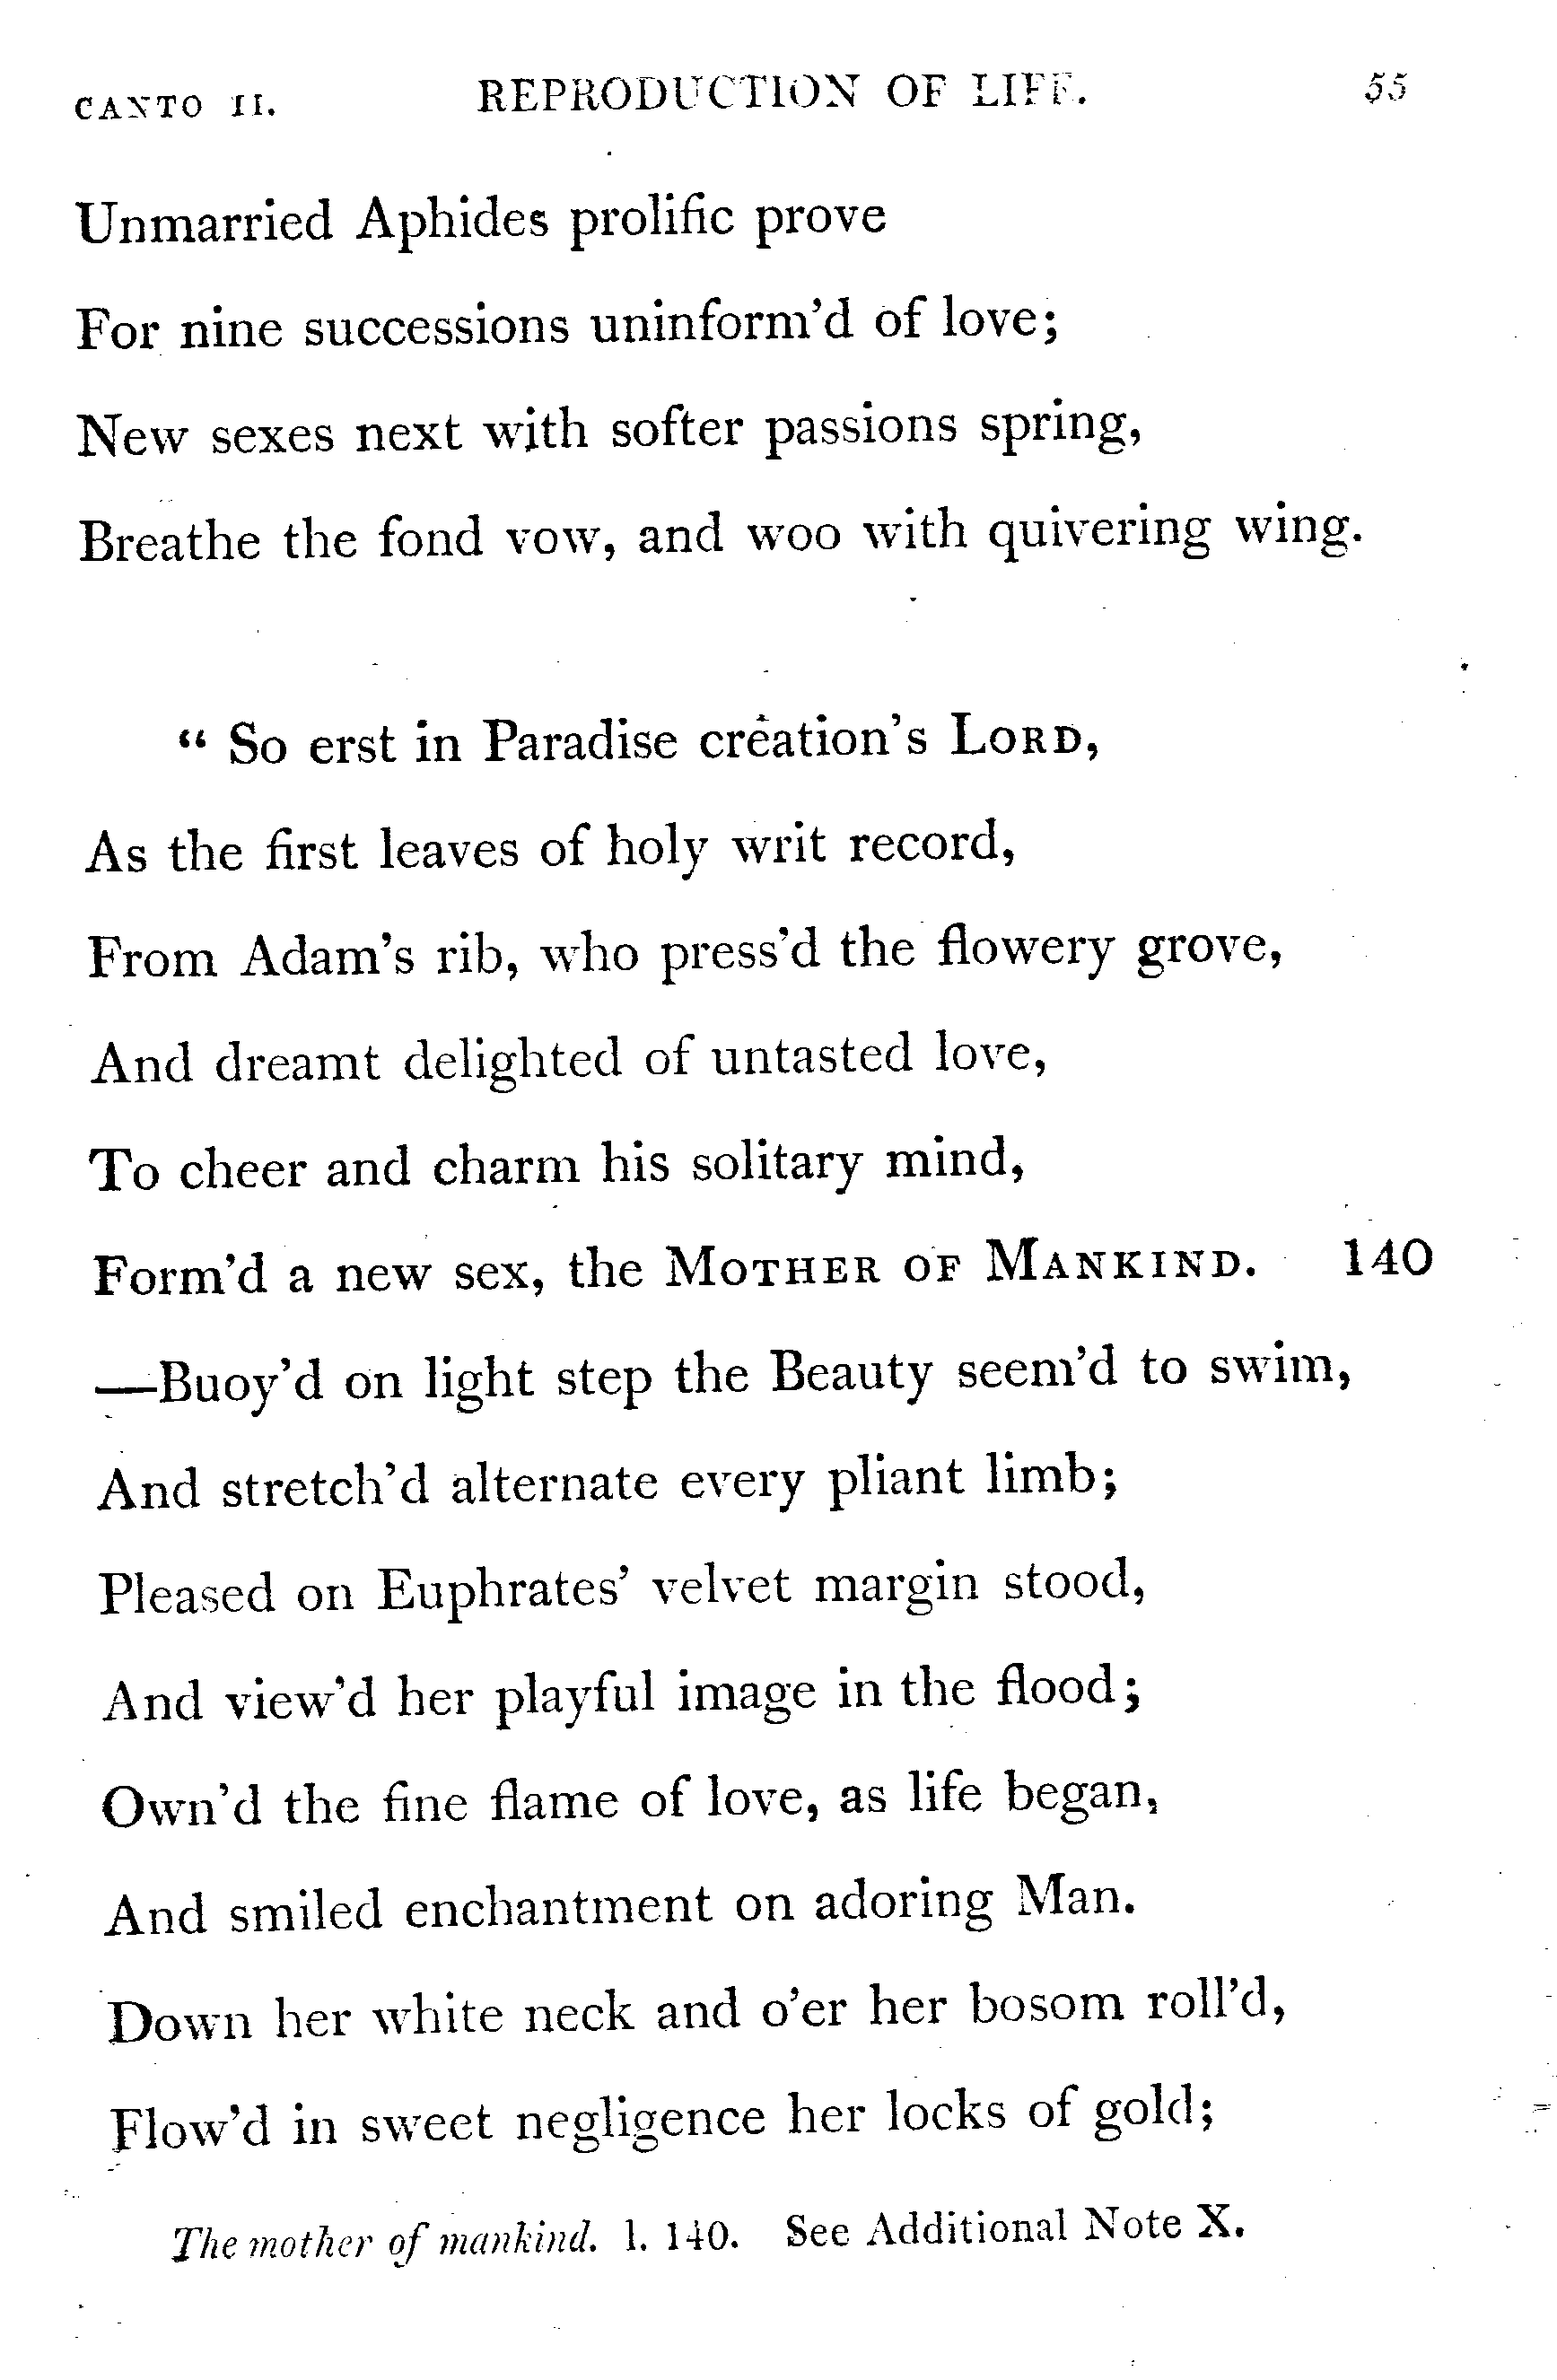 CANTO II. REPRODUCTION OF LIFE. 55
Unmarried Aphides prolific prove
For nine successions uninform'd of love;
New sexes next with softer passions spring,
Breathe the fond vow, and woo with quivering wing.
“ So erst in Paradise creation's LORD,
As the first leaves of holy writ record,
From Adam's rib, who press'd the flowery grove,
And dreamt delighted of untasted love,
To cheer and charm his solitary mind,
Form'd a new sex, the MOTHER OF MANKIND. 140
—Buoy'd on light step the Beauty seem'd to swim,
And stretch'd alternate every pliant limb;
Pleased on Euphrates' velvet margin stood,
And view'd her playful image in the flood;
Own'd the fine flame of love, as life began,
And smiled enchantment on adoring Man.
Down her white neck and o'er her bosom roll'd,
Flow'd in sweet negligence her locks of gold;
The mother of mankind. l. 140. See Additional Note X.